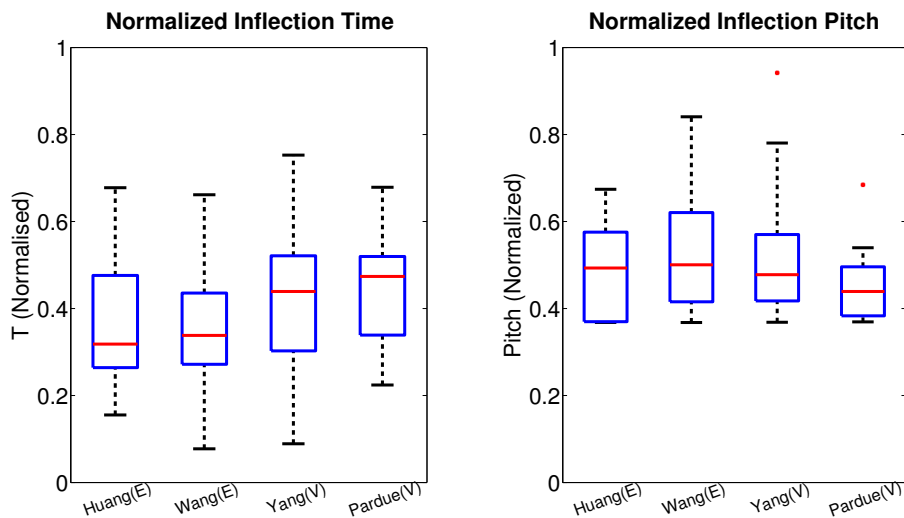 Normalized Inflection Time
T (Normalised)
1
0.8
0.6
0.4
0.2
0
Huang(E)
Wang(E)
Yang(V)
Pardue(V)
Normalized Inflection Pitch
Pitch (Normalized)
1
0.8
0.6
0.4
0.2
0
Huang(E)
Wang(E)
Yang(V)
Pardue(V)